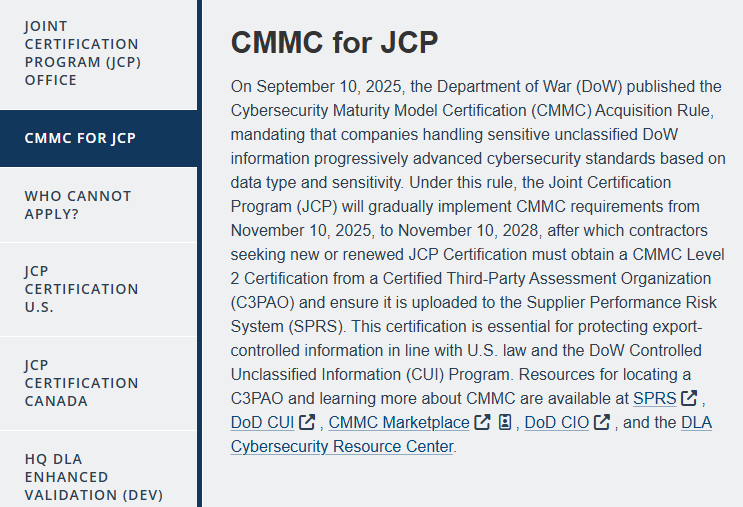 JOINT
CERTIFICATION
PROGRAM (JCP)
OFFICE
CMMC FOR JCP
WHO CANNOT
APPLY?
JCP
CERTIFICATION
U.S.
JCP
CERTIFICATION
CANADA
HQ DLA
ENHANCED
VALIDATION (DEV)
CMMC for JCP
On September 10, 2025, the Department of War (DoW) published the
Cybersecurity Maturity Model Certification (CMMC) Acquisition Rule,
mandating that companies handling sensitive unclassified DoW
information progressively advanced cybersecurity standards based on
data type and sensitivity. Under this rule, the Joint Certification
Program (JCP) will gradually implement CMMC requirements from
November 10, 2025, to November 10, 2028, after which contractors
seeking new or renewed JCP Certification must obtain a CMMC Level
2 Certification from a Certified Third-Party Assessment Organization
(C3PAO) and ensure it is uploaded to the Supplier Performance Risk
System (SPRS). This certification is essential for protecting export-
controlled information in line with U.S. law and the DoW Controlled
Unclassified Information (CUI) Program. Resources for locating a
C3PAO and learning more about CMMC are available at SPRS ,
DoD CUI , CMMC Marketplace , DoD CIO , and the DLA
Cybersecurity Resource Center.